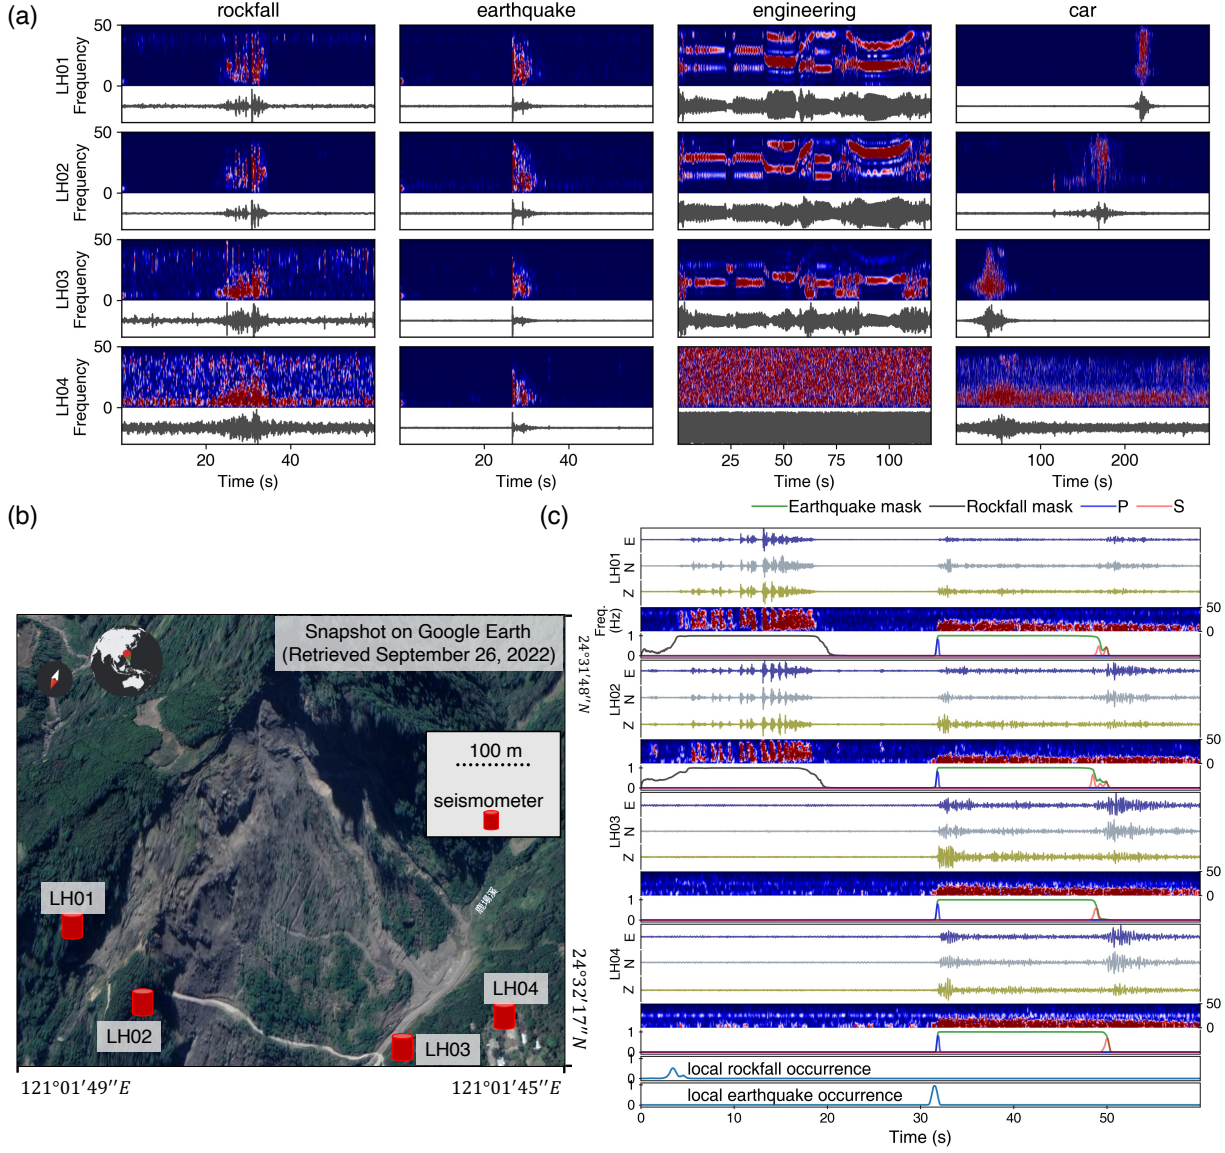 (a)
rockfall
earthquake
engineering
car
LH01
Frequency
50
0
LH02
Frequency
50
0
LH03
Frequency
50
0
LH04
Frequency
50
0
20 40
20 40
25 50 75 100
100 200
Time (s)
Time (s)
Time (s)
Time (s)
(b)
Snapshot on Google Earth
(Retrieved September 26, 2022)
100 m
seismometer
鹿場溪
LH01
LH02
LH03
LH04
24°31′48″N
24°32′17″N
121°01′49″E
121°01′45″E
(c)
Earthquake mask
Rockfall mask
P
S
LH01
E
N
Z
Freq.
(Hz)
50
0
1
0
LH02
E
N
Z
50
0
1
0
LH03
E
N
Z
50
0
1
0
LH04
E
N
Z
50
0
1
0
local rockfall occurrence
1
0
local earthquake occurrence
1
0
0 10 20 30 40 50
Time (s)